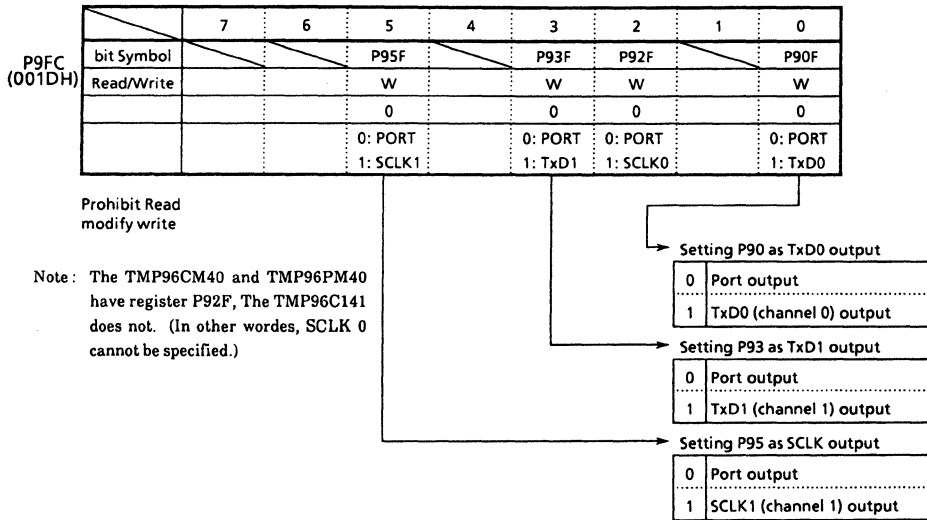 7 6 5 4 3 2 1 0
P9FC
(001DH)
bit Symbol P95F P93F P92F P90F
Read/Write W W W W
0 0 0 0
0: PORT 0: PORT 0: PORT 0: PORT
1: SCLK1 1: TxD1 1: SCLK0 1: TxD0
Prohibit Read
modify write
Note : The TMP96CM40 and TMP96PM40
have register P92F, The TMP96C141
does not. (In other wordes, SCLK 0
cannot be specified.)
Setting P90 as TxD0 output
0 Port output
1 TxD0 (channel 0) output
Setting P93 as TxD1 output
0 Port output
1 TxD1 (channel 1) output
Setting P95 as SCLK output
0 Port output
1 SCLK1 (channel 1) output